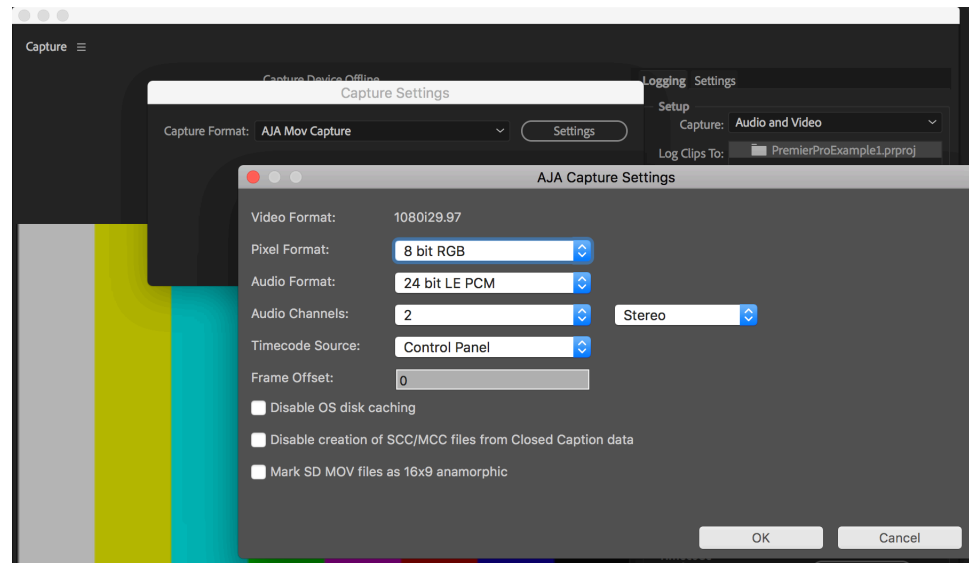 Capture
Capture Device Offline
Capture Settings
Capture Format: AJA Mov Capture
Settings
Logging Settings
Setup
Capture: Audio and Video
Log Clips To: PremierProExample1.prproj
AJA Capture Settings
Video Format: 1080i29.97
Pixel Format: 8 bit RGB
Audio Format: 24 bit LE PCM
Audio Channels: 2 Stereo
Timecode Source: Control Panel
Frame Offset: 0
Disable OS disk caching
Disable creation of SCC/MCC files from Closed Caption data
Mark SD MOV files as 16x9 anamorphic
OK Cancel
Timecode